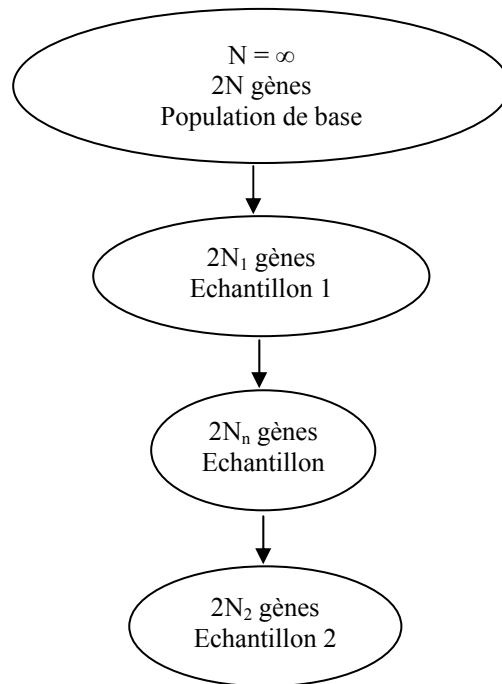 N = ∞
2N gènes
Population de base
2N₁ gènes
Echantillon 1
2Nₙ gènes
Echantillon
2N₂ gènes
Echantillon 2